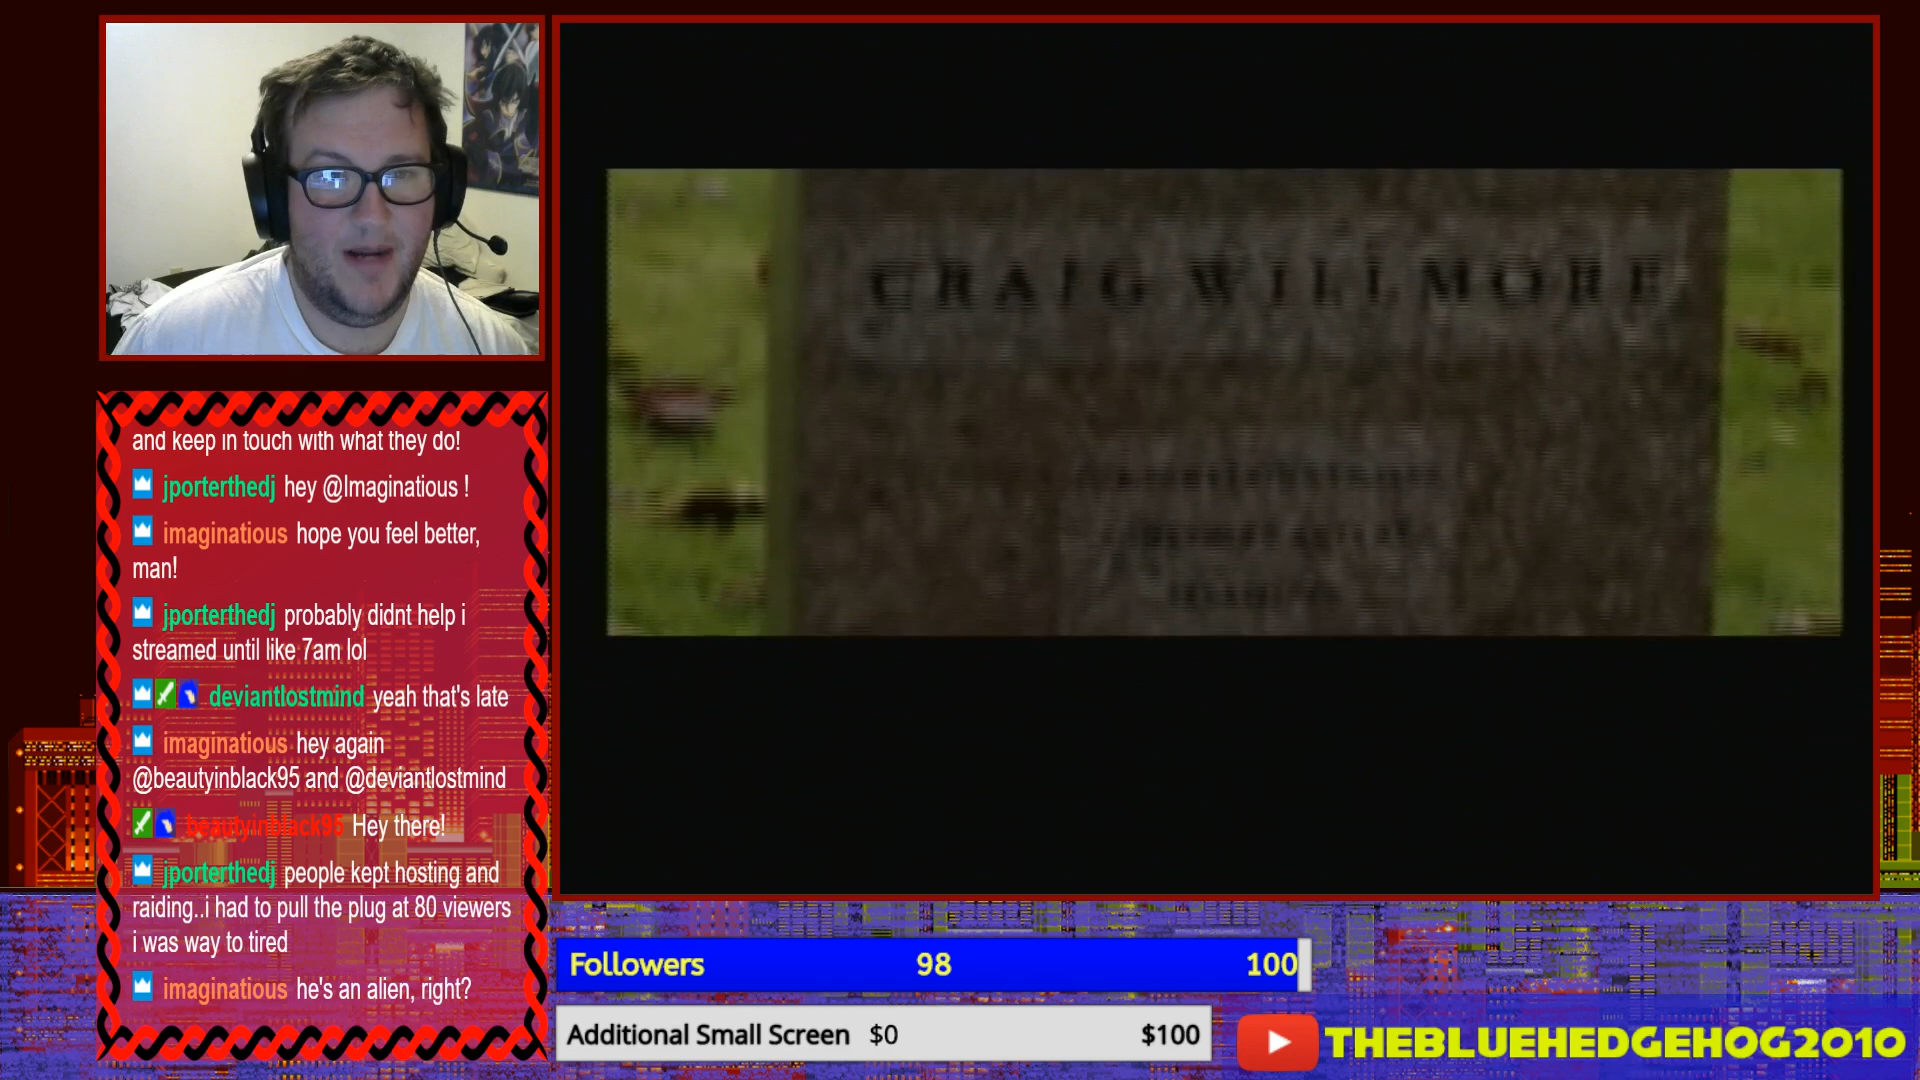 and keep in touch with what they do!
jporterthedj hey @Imaginatious !
imaginatious hope you feel better,
man!
jporterthedj probably didnt help i
streamed until like 7am lol
deviantlostmind yeah that's late
imaginatious hey again
@beautyinblack95 and @deviantlostmind
beautyinblack95 Hey there!
jporterthedj people kept hosting and
raiding..i had to pull the plug at 80 viewers
i was way to tired
imaginatious he's an alien, right?
CRAIG WILLMORE
Followers 98 100
Additional Small Screen $0 $100
THEBLUEHEDGEHOG2010